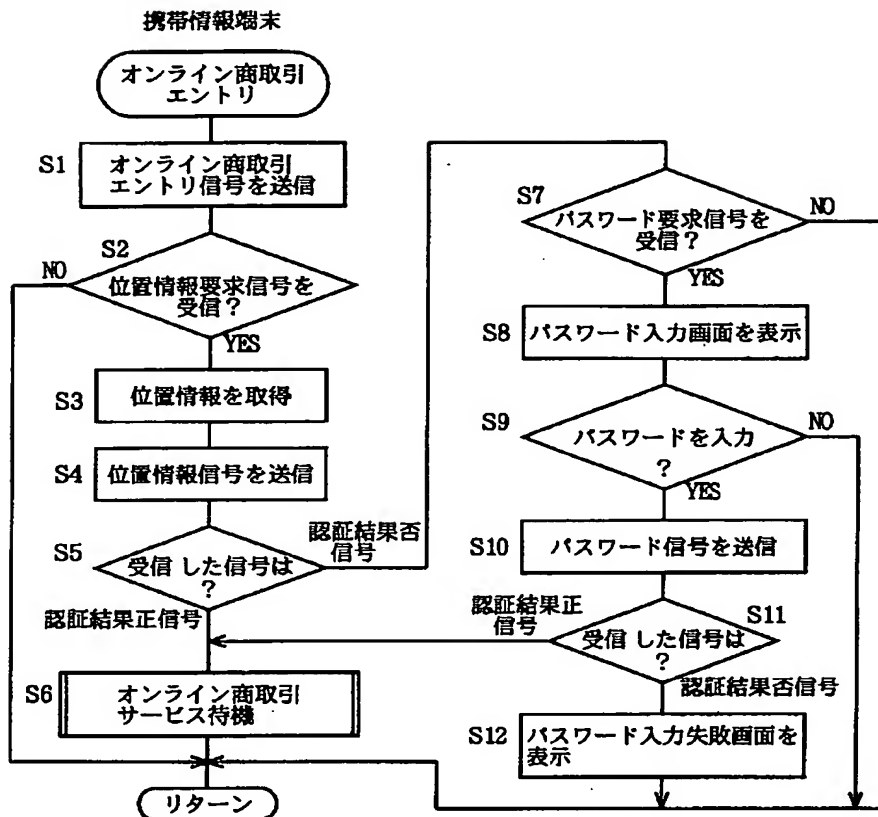 携帯情報端末
オンライン商取引
エントリ
S1
オンライン商取引
エントリ信号を送信
S2
NO
位置情報要求信号を
受信?
YES
S3
位置情報を取得
S4
位置情報信号を送信
S5
受信した信号は
?
認証結果否
信号
認証結果正信号
S6
オンライン商取引
サービス待機
リターン
S7
パスワード要求信号を
受信?
NO
YES
S8
パスワード入力画面を表示
S9
パスワードを入力
?
NO
YES
S10
パスワード信号を送信
S11
認証結果正
信号
受信した信号は
?
認証結果否信号
S12
パスワード入力失敗画面を
表示